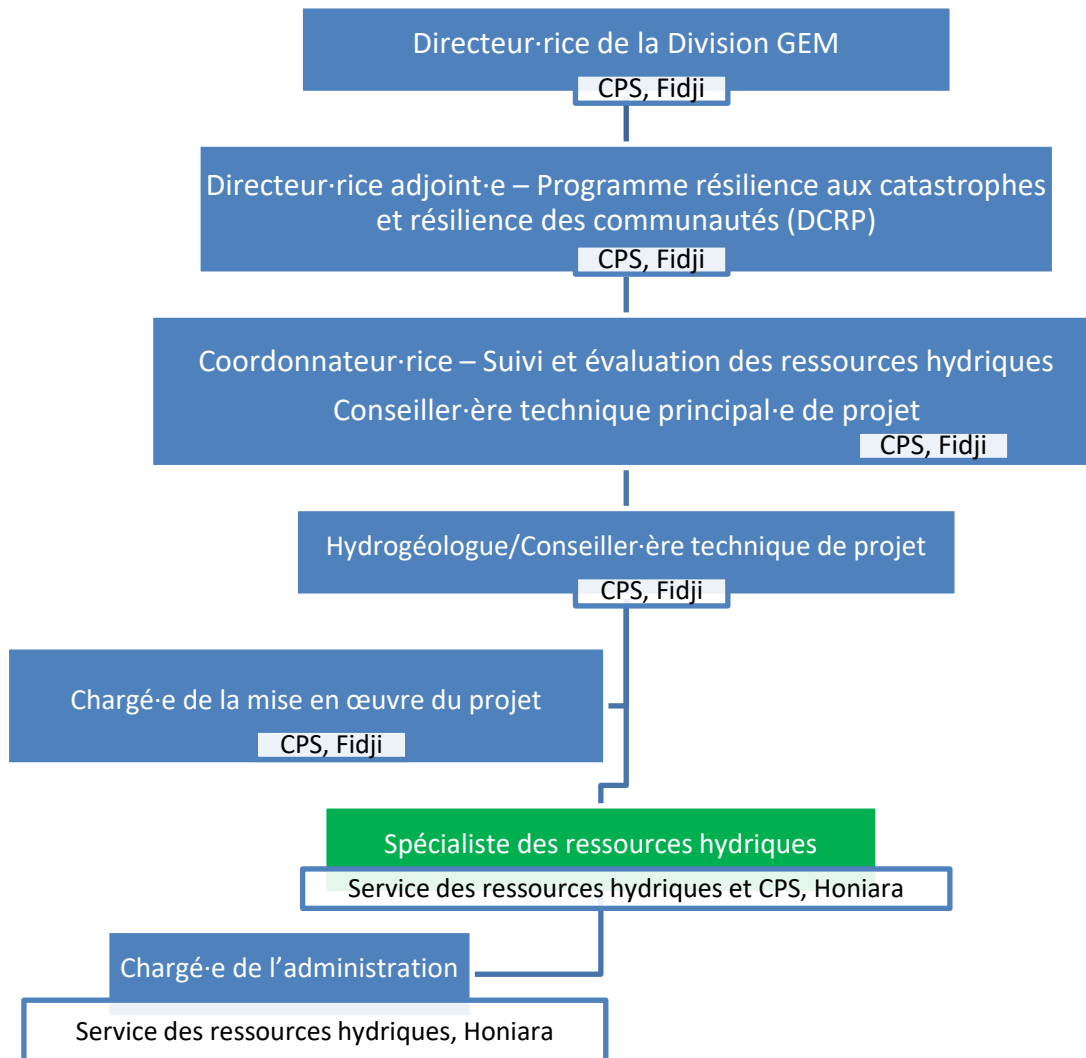 Directeur·rice de la Division GEM
CPS, Fidji
Directeur·rice adjoint·e – Programme résilience aux catastrophes
et résilience des communautés (DCRP)
CPS, Fidji
Coordonnateur·rice – Suivi et évaluation des ressources hydriques
Conseiller·ère technique principal·e de projet
CPS, Fidji
Hydrogéologue/Conseiller·ère technique de projet
CPS, Fidji
Chargé·e de la mise en œuvre du projet
CPS, Fidji
Spécialiste des ressources hydriques
Service des ressources hydriques et CPS, Honiara
Chargé·e de l’administration
Service des ressources hydriques, Honiara